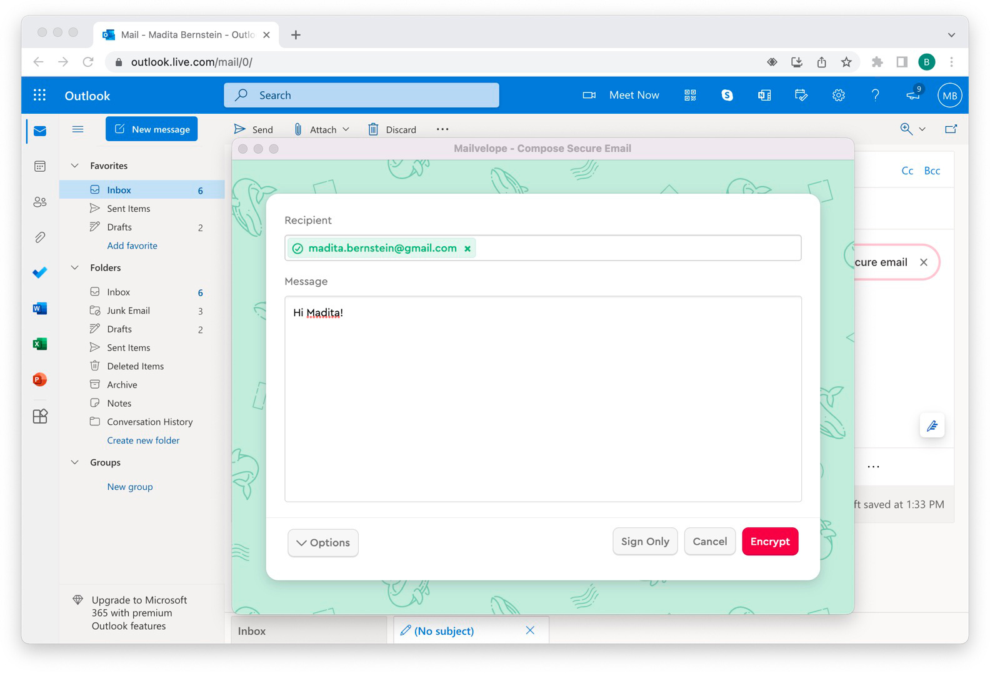 Mail - Madita Bernstein - Outlo
outlook.live.com/mail/0/
B
Outlook
Search
Meet Now
9
MB
New message
Send
Attach
Discard
Mailvelope - Compose Secure Email
Cc Bcc
Favorites
Inbox 6
Sent Items
Drafts 2
Add favorite
Folders
Inbox 6
Junk Email 3
Drafts 2
Sent Items
Deleted Items
Archive
Notes
Conversation History
Create new folder
Groups
New group
Recipient
madita.bernstein@gmail.com
Message
Hi Madita!
cure email
ft saved at 1:33 PM
Options
Sign Only
Cancel
Encrypt
Upgrade to Microsoft
365 with premium
Outlook features
Inbox
(No subject)